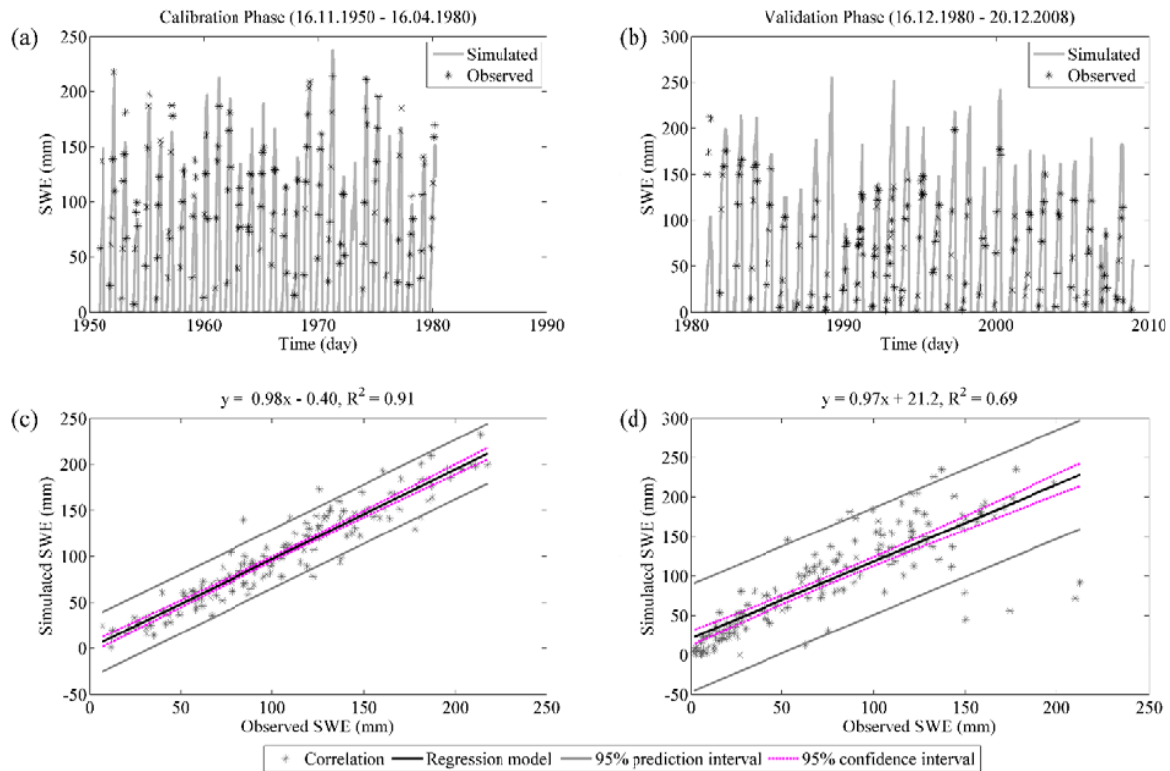 Calibration Phase (16.11.1950 - 16.04.1980)
(a)
250
200
150
100
50
0
SWE (mm)
Simulated
Observed
1950
1960
1970
1980
1990
Time (day)
Validation Phase (16.12.1980 - 20.12.2008)
(b)
300
250
200
150
100
50
0
SWE (mm)
Simulated
Observed
1980
1990
2000
2010
Time (day)
y = 0.98x - 0.40, R² = 0.91
(c)
250
200
150
100
50
0
-50
Simulated SWE (mm)
0
50
100
150
200
250
Observed SWE (mm)
y = 0.97x + 21.2, R² = 0.69
(d)
300
250
200
150
100
50
0
-50
Simulated SWE (mm)
0
50
100
150
200
250
Observed SWE (mm)
Correlation
Regression model
95% prediction interval
95% confidence interval